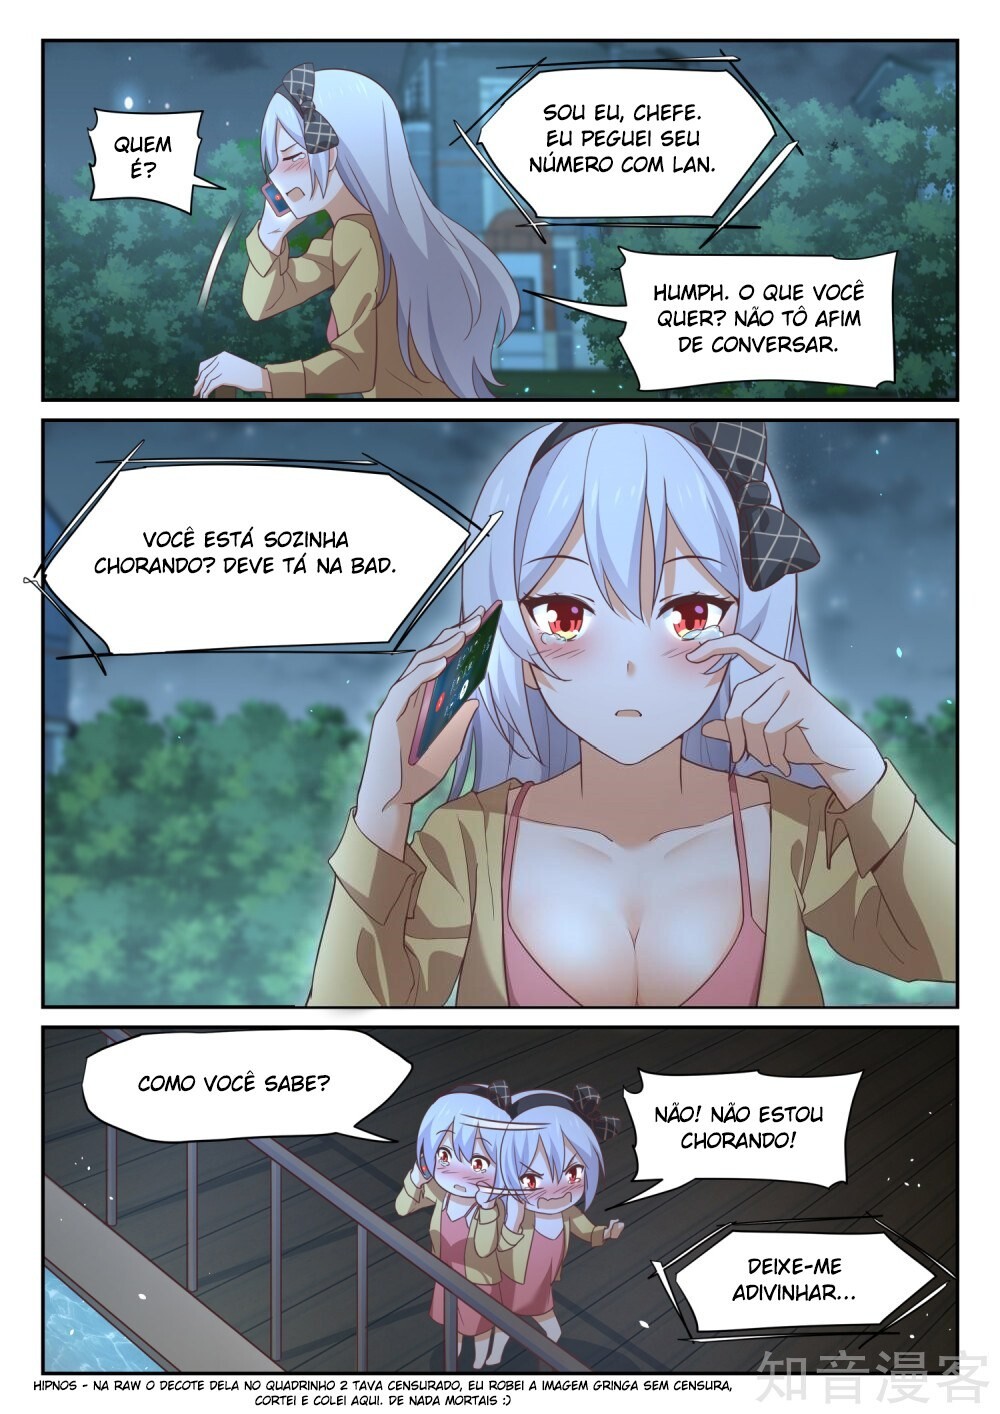 QUEM
É?
SOU EU, CHEFE.
EU PEGUEI SEU
NÚMERO COM LAN.
HUMPH. O QUE VOCÊ
QUER? NÃO TÔ AFIM
DE CONVERSAR.
VOCÊ ESTÁ SOZINHA
CHORANDO? DEVE TÁ NA BAD.
COMO VOCÊ SABE?
NÃO! NÃO ESTOU
CHORANDO!
DEIXE-ME
ADIVINHAR...
知音漫客
HIPNOS - NA RAW O DECOTE DELA NO QUADRINHO 2 TAVA CENSURADO, EU ROBEI A IMAGEM GRINGA SEM CENSURA,
CORTEI E COLEI AQUI. DE NADA MORTAIS :)